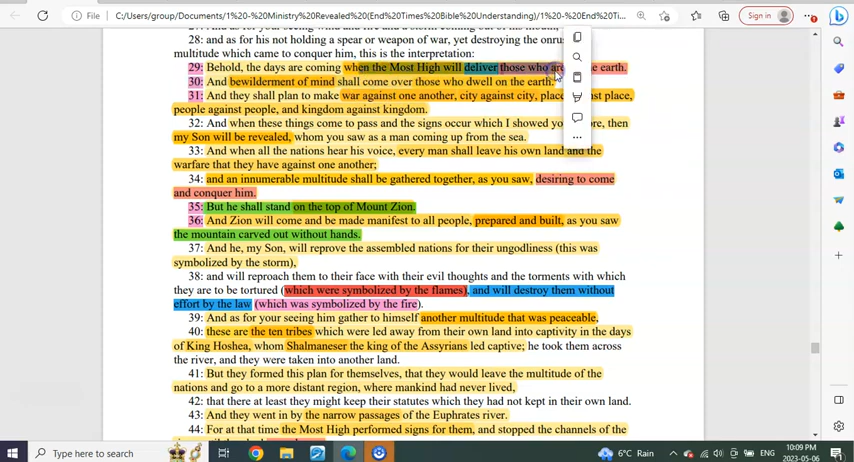 C:/Users/group/Documents/1%20-%20Ministry%20Revealed%20(End%20Times%20Bible%20Understanding)/1%20-%20End%20Ti...
Sign in
28: and as for his not holding a spear or weapon of war, yet destroying the onrus
multitude which came to conquer him, this is the interpretation:
29: Behold, the days are coming when the Most High will deliver those who are earth.
30: And bewilderment of mind shall come over those who dwell on the earth.
31: And they shall plan to make war against one another, city against city, place st place,
people against people, and kingdom against kingdom.
32: And when these things come to pass and the signs occur which I showed yo ore, then
my Son will be revealed, whom you saw as a man coming up from the sea.
33: And when all the nations hear his voice, every man shall leave his own land and the
warfare that they have against one another;
34: and an innumerable multitude shall be gathered together, as you saw, desiring to come
and conquer him.
35: But he shall stand on the top of Mount Zion.
36: And Zion will come and be made manifest to all people, prepared and built, as you saw
the mountain carved out without hands.
37: And he, my Son, will reprove the assembled nations for their ungodliness (this was
symbolized by the storm),
38: and will reproach them to their face with their evil thoughts and the torments with which
they are to be tortured (which were symbolized by the flames), and will destroy them without
effort by the law (which was symbolized by the fire).
39: And as for your seeing him gather to himself another multitude that was peaceable,
40: these are the ten tribes which were led away from their own land into captivity in the days
of King Hoshea, whom Shalmaneser the king of the Assyrians led captive; he took them across
the river, and they were taken into another land.
41: But they formed this plan for themselves, that they would leave the multitude of the
nations and go to a more distant region, where mankind had never lived,
42: that there at least they might keep their statutes which they had not kept in their own land.
43: And they went in by the narrow passages of the Euphrates river.
44: For at that time the Most High performed signs for them, and stopped the channels of the
Type here to search
6°C Rain
ENG
10:09 PM
2023-05-06